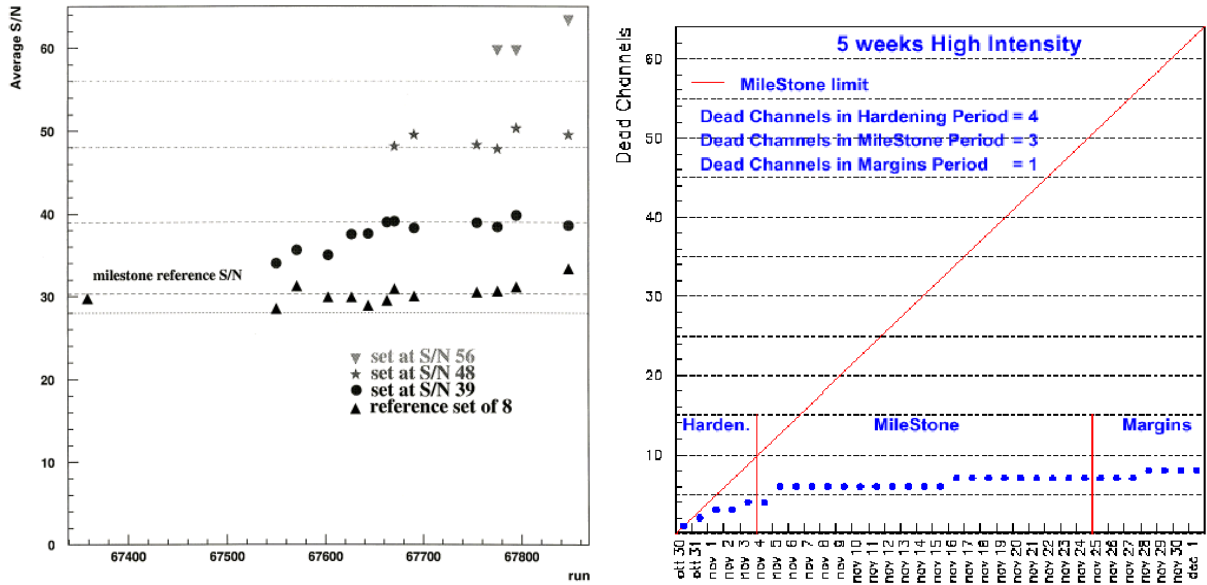 Average S/N
60
50
40
30
20
10
0
milestone reference S/N
set at S/N 56
set at S/N 48
set at S/N 39
reference set of 8
67400
67500
67600
67700
67800
run
Dead Channels
60
50
40
30
20
10
5 weeks High Intensity
MileStone limit
Dead Channels in Hardening Period = 4
Dead Channels in MileStone Period = 3
Dead Channels in Margins Period = 1
Harden.
MileStone
Margins
okt 30
okt 31
nov 1
nov 2
nov 3
nov 4
nov 5
nov 6
nov 7
nov 8
nov 9
nov 10
nov 11
nov 12
nov 13
nov 14
nov 15
nov 16
nov 17
nov 18
nov 19
nov 20
nov 21
nov 22
nov 23
nov 24
nov 25
nov 26
nov 27
nov 28
nov 29
nov 30
dec 1